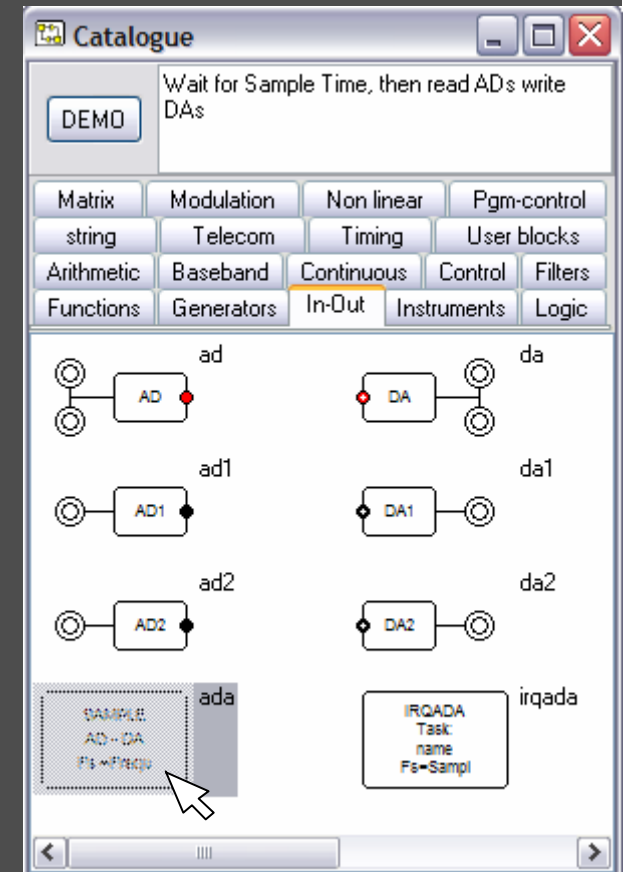 Catalogue
DEMO
Wait for Sample Time, then read ADs write
DAs
Matrix Modulation Non linear Pgm-control
string Telecom Timing User blocks
Arithmetic Baseband Continuous Control Filters
Functions Generators In-Out Instruments Logic
ad da
AD DA
ad1 da1
AD1 DA1
ad2 da2
AD2 DA2
ada irqada
SAMPLE
AD -- DA
IRQADA
Task:
name
Fs=Sampl